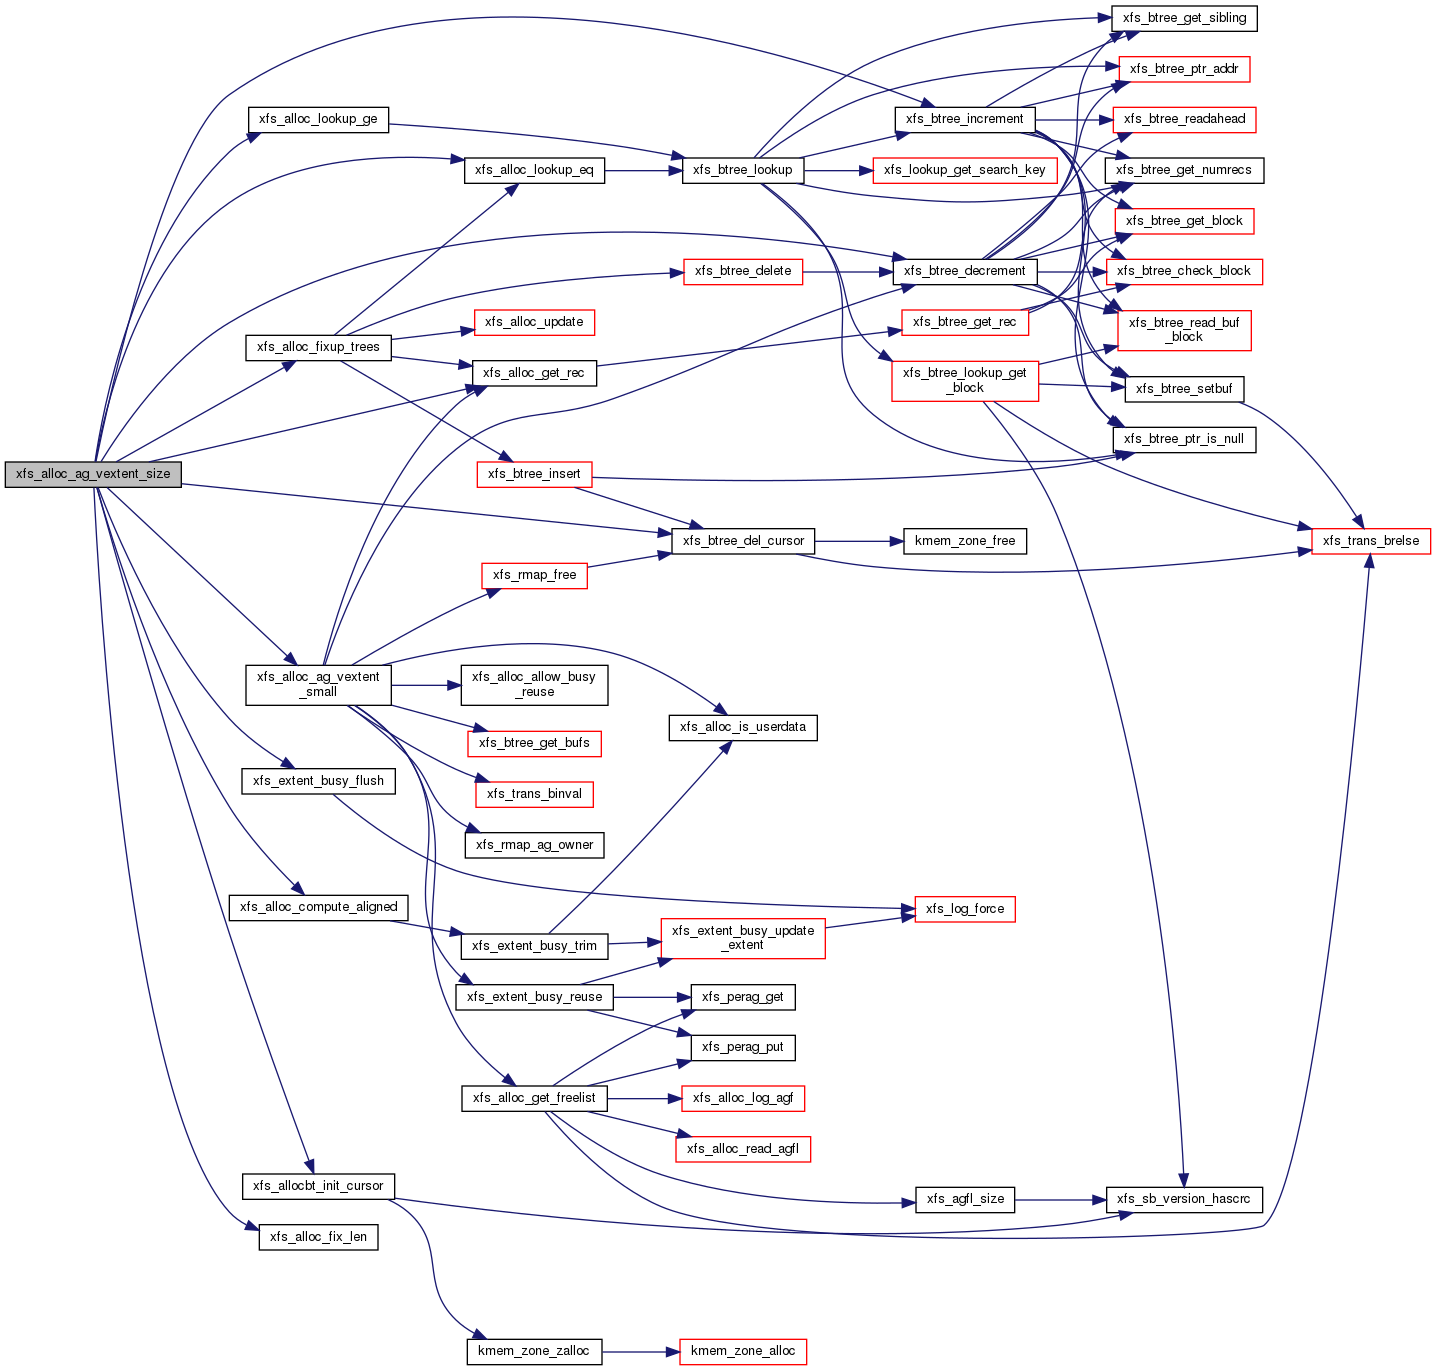 xfs_btree_get_sibling
xfs_btree_ptr_addr
xfs_alloc_lookup_ge
xfs_btree_increment
xfs_btree_readahead
xfs_alloc_lookup_eq
xfs_btree_lookup
xfs_lookup_get_search_key
xfs_btree_get_numrecs
xfs_btree_get_block
xfs_btree_delete
xfs_btree_decrement
xfs_btree_check_block
xfs_alloc_update
xfs_btree_get_rec
xfs_btree_read_buf
_block
xfs_alloc_fixup_trees
xfs_alloc_get_rec
xfs_btree_lookup_get
_block
xfs_btree_setbuf
xfs_btree_ptr_is_null
xfs_alloc_ag_vextent_size
xfs_btree_insert
xfs_btree_del_cursor
kmem_zone_free
xfs_trans_brelse
xfs_rmap_free
xfs_alloc_ag_vextent
_small
xfs_alloc_allow_busy
_reuse
xfs_alloc_is_userdata
xfs_btree_get_bufs
xfs_extent_busy_flush
xfs_trans_binval
xfs_rmap_ag_owner
xfs_alloc_compute_aligned
xfs_log_force
xfs_extent_busy_trim
xfs_extent_busy_update
_extent
xfs_extent_busy_reuse
xfs_perag_get
xfs_perag_put
xfs_alloc_get_freelist
xfs_alloc_log_agf
xfs_alloc_read_agfl
xfs_allocbt_init_cursor
xfs_agfl_size
xfs_sb_version_hascrc
xfs_alloc_fix_len
kmem_zone_zalloc
kmem_zone_alloc